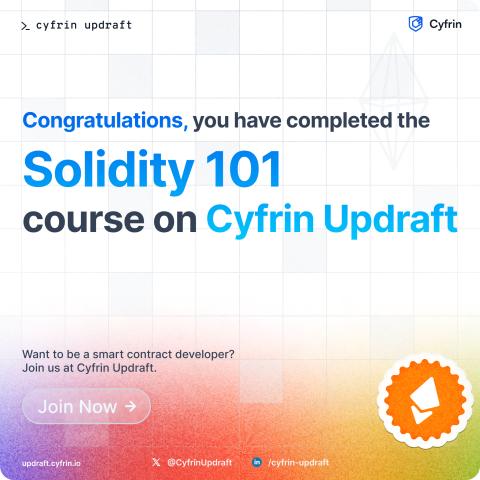 cyfrin updraft
Cyfrin
Congratulations, you have completed the
Solidity 101
course on Cyfrin Updraft
Want to be a smart contract developer?
Join us at Cyfrin Updraft.
Join Now →
updraft.cyfrin.io
@CyfrinUpdraft
/cyfrin-updraft